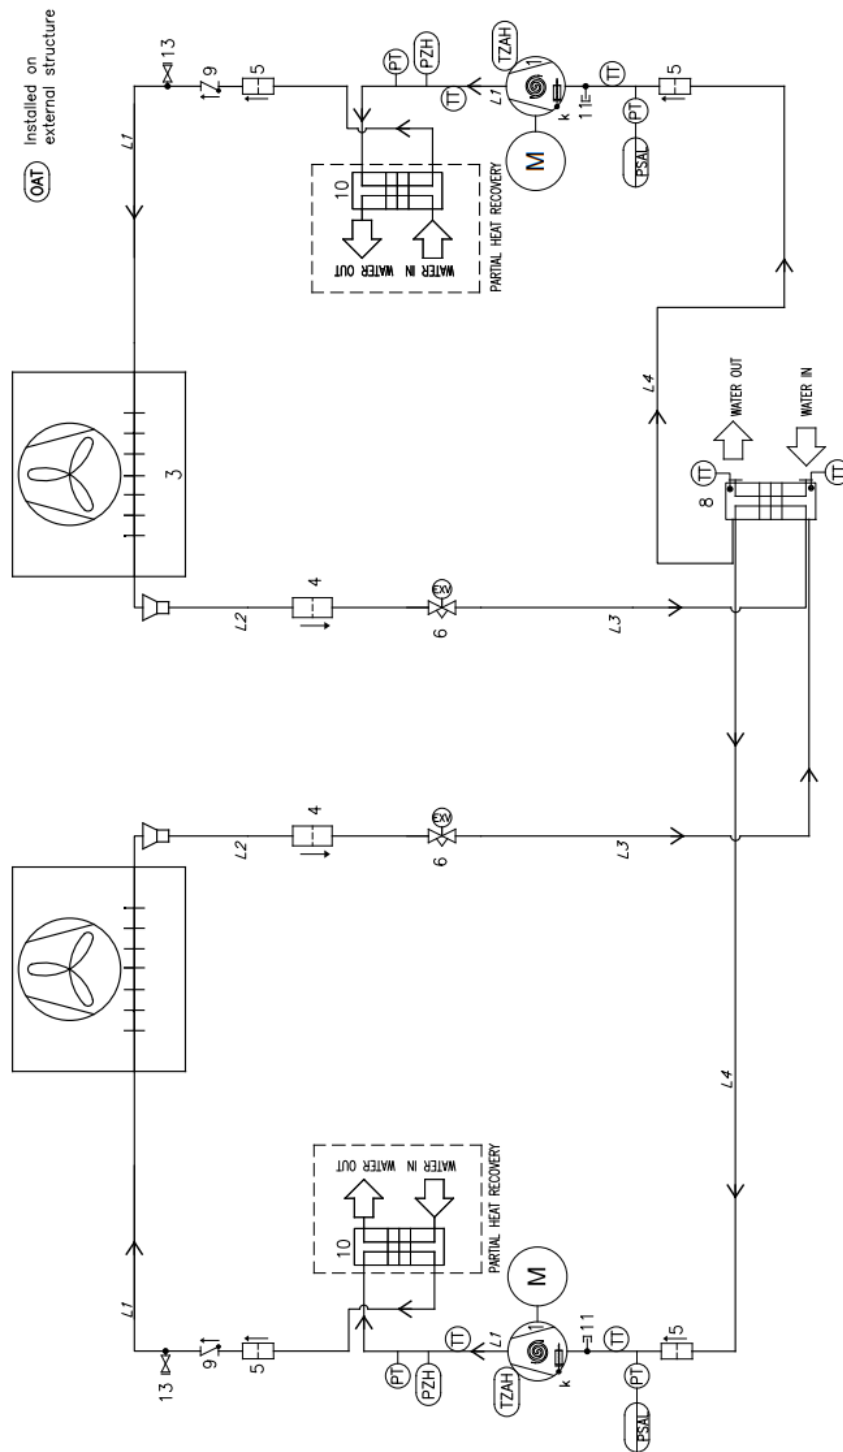 OAT
Installed on
external structure
13
9
5
L1
PT
PZH
TT
TZAH
L1
1
k
M
11
TT
PT
PSAL
5
10
WATER OUT
WATER IN
PARTIAL HEAT RECOVERY
3
L2
4
EXV
6
L3
L4
WATER OUT
WATER IN
TT
TT
8
L2
4
EXV
6
L3
L4
L1
13
9
5
10
WATER OUT
WATER IN
PARTIAL HEAT RECOVERY
PT
PZH
TT
TZAH
L1
1
k
M
11
TT
PT
PSAL
5